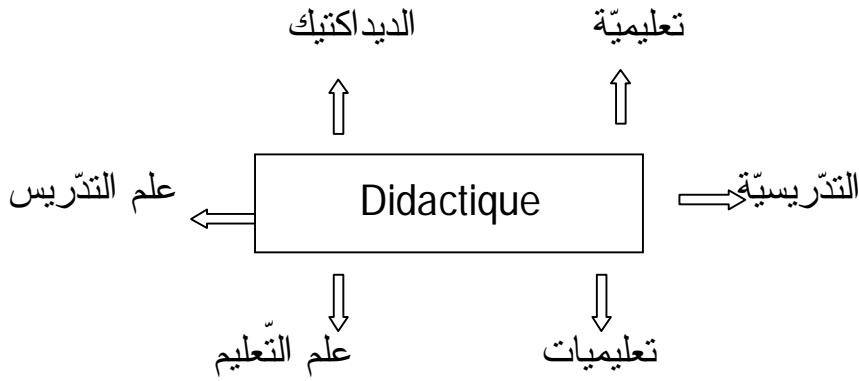 تعليميّة
الديداكتيك
التدّريسيّة
Didactique
علم التدّريس
تعليميات
علم التّعليم